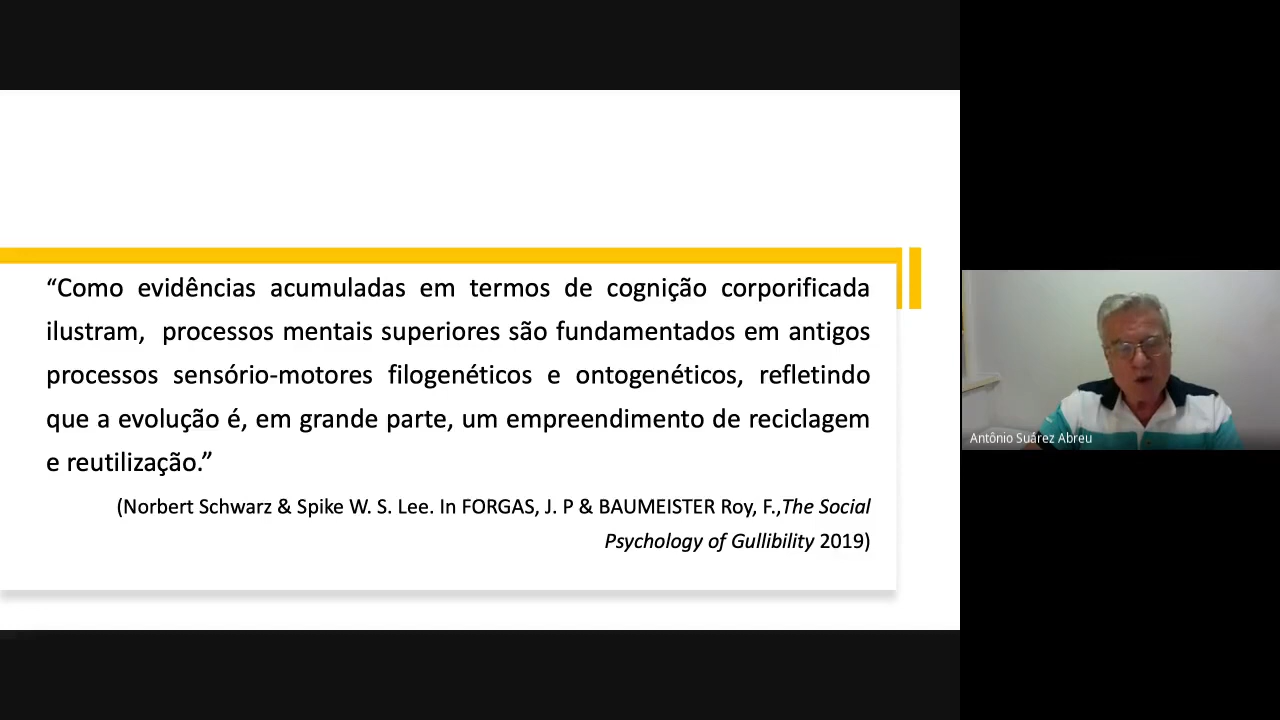 “Como evidências acumuladas em termos de cognição corporificada
ilustram, processos mentais superiores são fundamentados em antigos
processos sensório-motores filogenéticos e ontogenéticos, refletindo
que a evolução é, em grande parte, um empreendimento de reciclagem
e reutilização.”
(Norbert Schwarz & Spike W. S. Lee. In FORGAS, J. P & BAUMEISTER Roy, F.,The Social
Psychology of Gullibility 2019)
Antônio Suárez Abreu